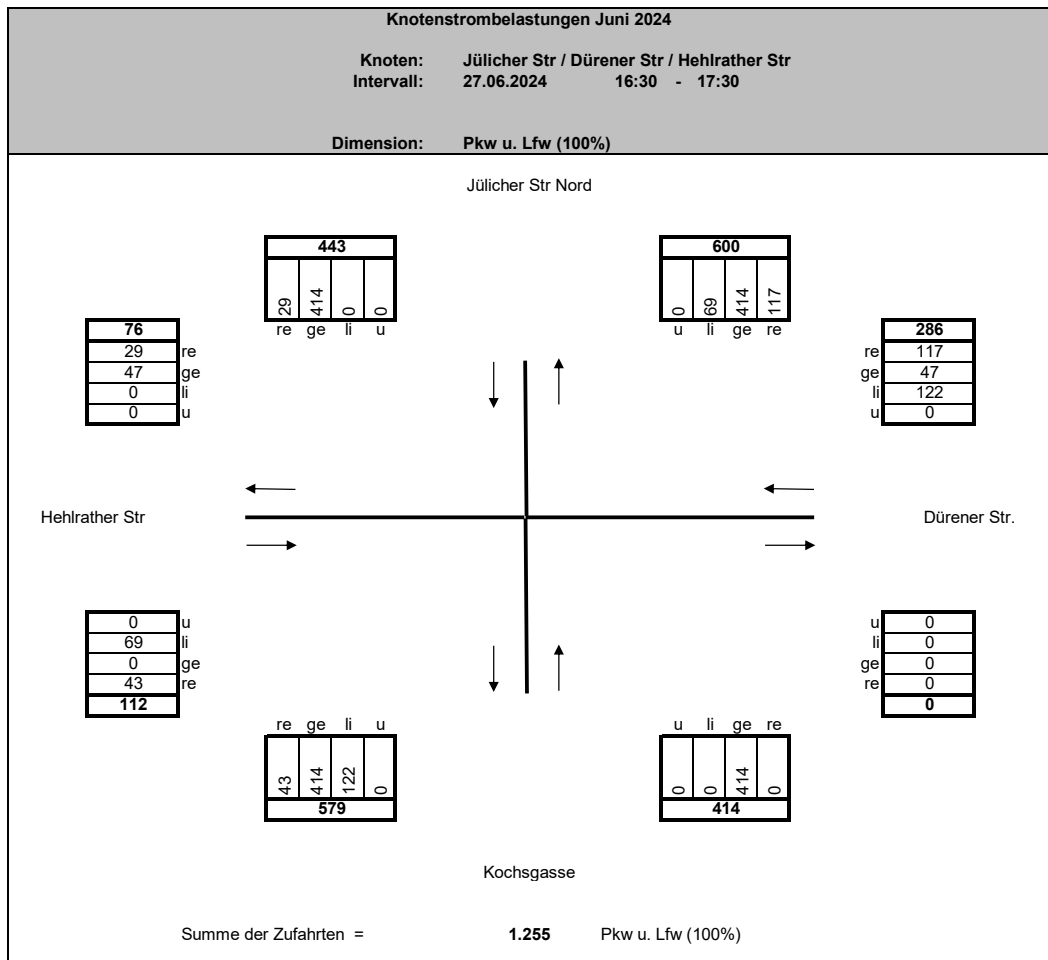 Knotenstrombelastungen Juni 2024
Knoten: Jülicher Str / Dürener Str / Hehlrather Str
Intervall: 27.06.2024 16:30 - 17:30
Dimension: Pkw u. Lfw (100%)
Jülicher Str Nord
443
29 414 0 0
re ge li u
600
0 69 414 117
u li ge re
76
29 re
47 ge
0 li
0 u
286
re 117
ge 47
li 122
u 0
Hehlrather Str
Dürener Str.
0 u
69 li
0 ge
43 re
112
u 0
li 0
ge 0
re 0
0
re ge li u
43 414 122 0
579
u li ge re
0 0 414 0
414
Kochsgasse
Summe der Zufahrten = 1.255 Pkw u. Lfw (100%)